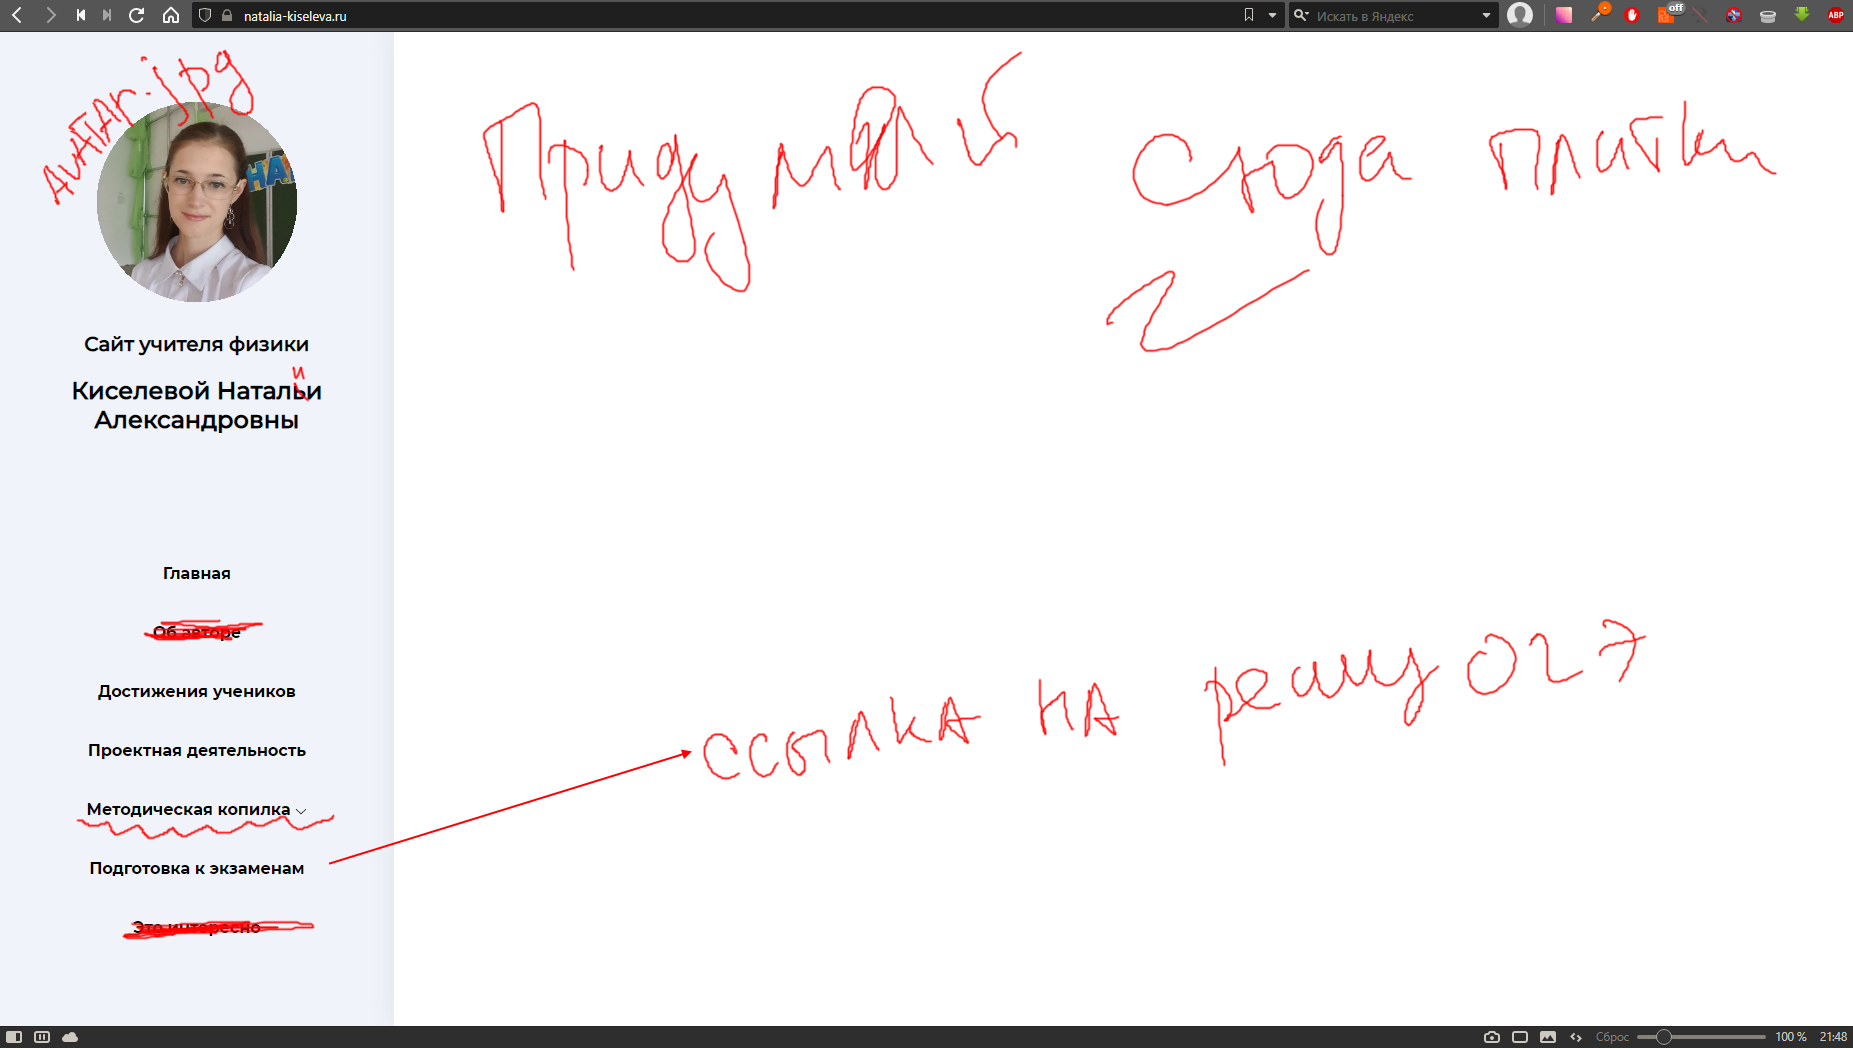 natalia-kiseleva.ru
Искать в Яндекс
off
ABP
АвАТАр.jpg
НА
Придумай сюда плитки
Сайт учителя физики
и
Киселевой Натальи
Александровны
Главная
Об авторе
Достижения учеников
Проектная деятельность
Методическая копилка
Подготовка к экзаменам
ссылка на решу ОГЭ
Это интересно
Сброс
100 %
21:48